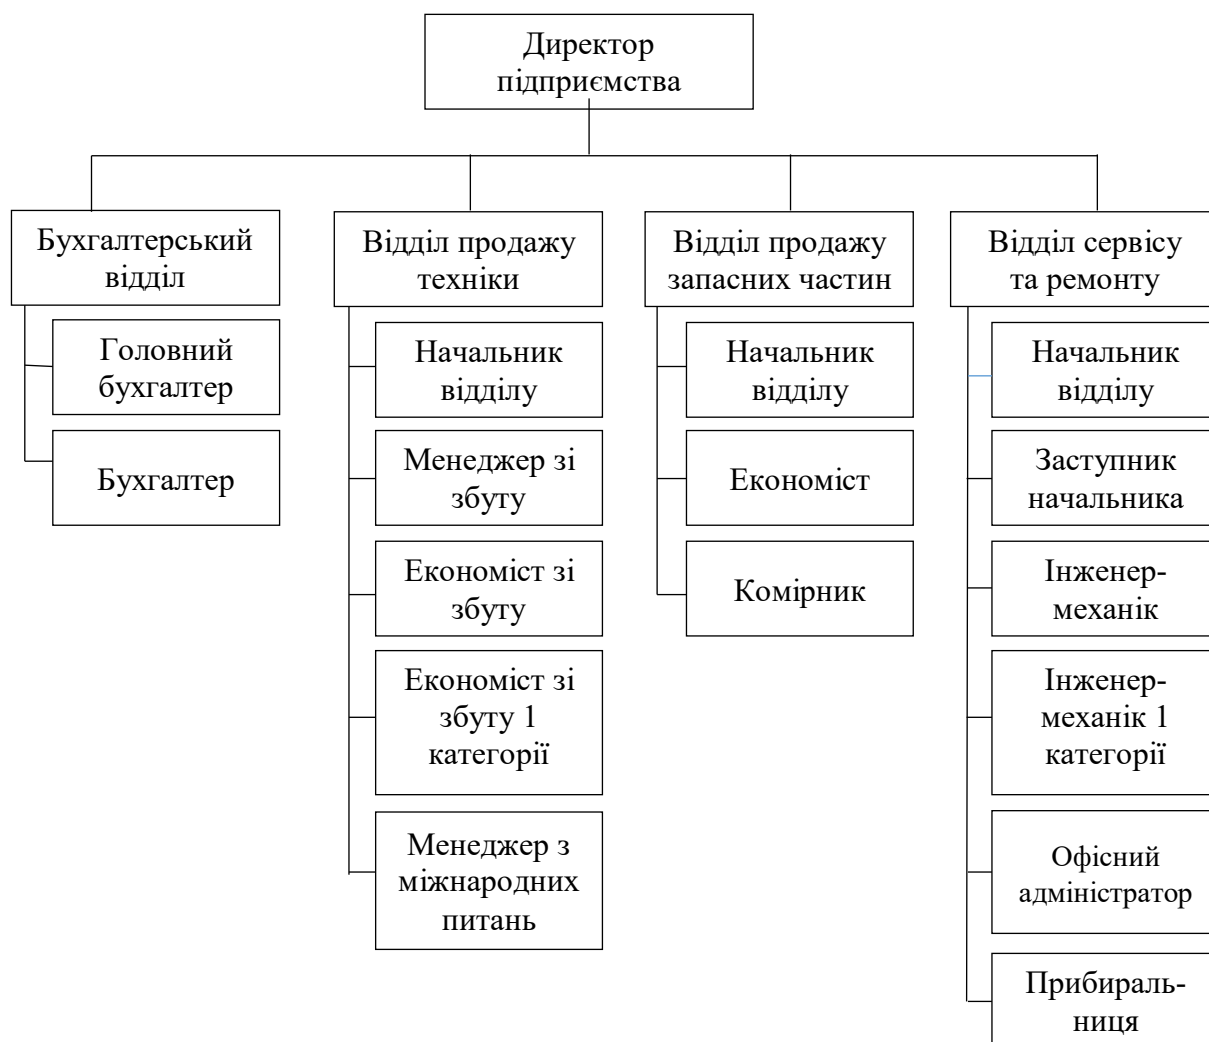 Директор
підприємства
Бухгалтерський
відділ
Головний
бухгалтер
Бухгалтер
Відділ продажу
техніки
Начальник
відділу
Менеджер зі
збуту
Економіст зі
збуту
Економіст зі
збуту 1
категорії
Менеджер з
міжнародних
питань
Відділ продажу
запасних частин
Начальник
відділу
Економіст
Комірник
Відділ сервісу
та ремонту
Начальник
відділу
Заступник
начальника
Інженер-
механік
Інженер-
механік 1
категорії
Офісний
адміністратор
Прибираль-
ниця